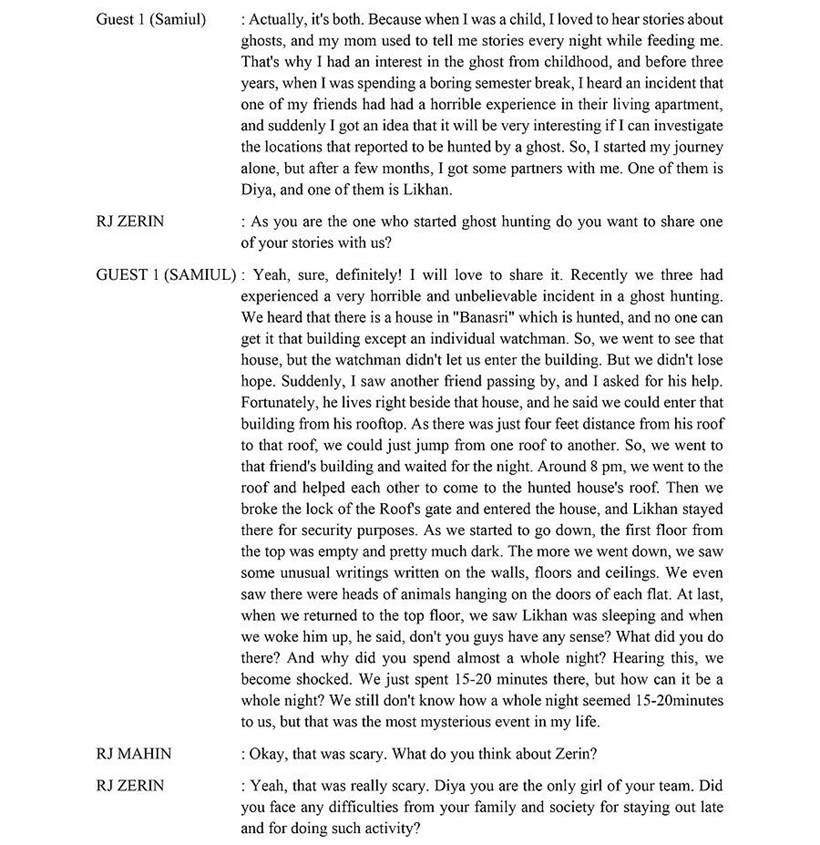 Guest 1 (Samiul) : Actually, it's both. Because when I was a child, I loved to hear stories about
ghosts, and my mom used to tell me stories every night while feeding me.
That's why I had an interest in the ghost from childhood, and before three
years, when I was spending a boring semester break, I heard an incident that
one of my friends had had a horrible experience in their living apartment,
and suddenly I got an idea that it will be very interesting if I can investigate
the locations that reported to be hunted by a ghost. So, I started my journey
alone, but after a few months, I got some partners with me. One of them is
Diya, and one of them is Likhan.
RJ ZERIN : As you are the one who started ghost hunting do you want to share one
of your stories with us?
GUEST 1 (SAMIUL) : Yeah, sure, definitely! I will love to share it. Recently we three had
experienced a very horrible and unbelievable incident in a ghost hunting.
We heard that there is a house in "Banasri" which is hunted, and no one can
get it that building except an individual watchman. So, we went to see that
house, but the watchman didn't let us enter the building. But we didn't lose
hope. Suddenly, I saw another friend passing by, and I asked for his help.
Fortunately, he lives right beside that house, and he said we could enter that
building from his rooftop. As there was just four feet distance from his roof
to that roof, we could just jump from one roof to another. So, we went to
that friend's building and waited for the night. Around 8 pm, we went to the
roof and helped each other to come to the hunted house's roof. Then we
broke the lock of the Roof's gate and entered the house, and Likhan stayed
there for security purposes. As we started to go down, the first floor from
the top was empty and pretty much dark. The more we went down, we saw
some unusual writings written on the walls, floors and ceilings. We even
saw there were heads of animals hanging on the doors of each flat. At last,
when we returned to the top floor, we saw Likhan was sleeping and when
we woke him up, he said, don't you guys have any sense? What did you do
there? And why did you spend almost a whole night? Hearing this, we
become shocked. We just spent 15-20 minutes there, but how can it be a
whole night? We still don't know how a whole night seemed 15-20minutes
to us, but that was the most mysterious event in my life.
RJ MAHIN : Okay, that was scary. What do you think about Zerin?
RJ ZERIN : Yeah, that was really scary. Diya you are the only girl of your team. Did
you face any difficulties from your family and society for staying out late
and for doing such activity?